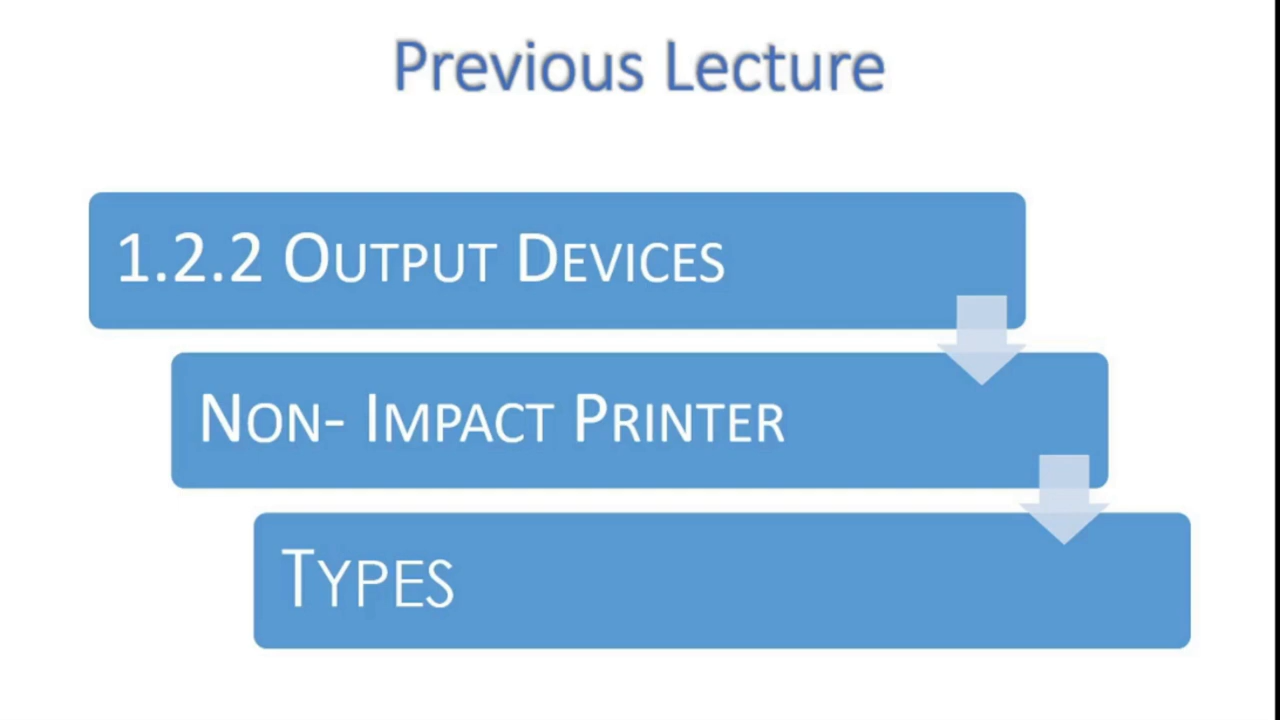 Previous Lecture
1.2.2 Output Devices
Non- Impact Printer
Types